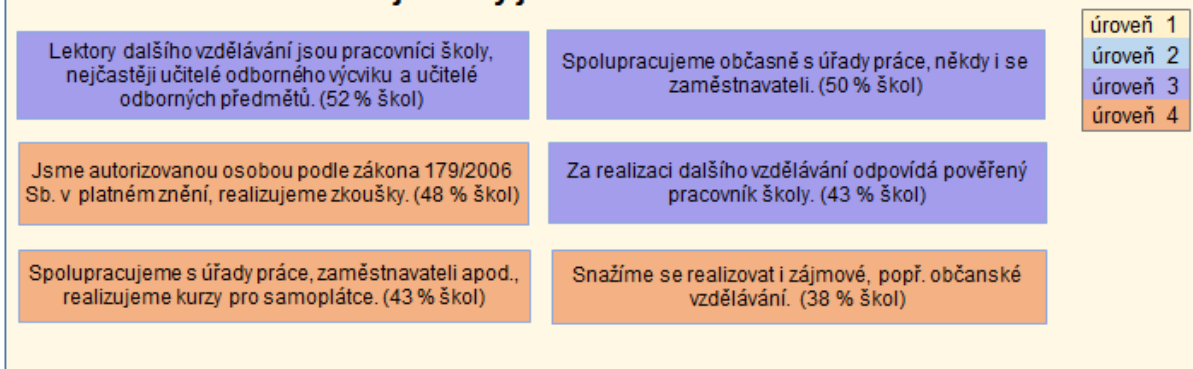 Lektory dalšího vzdělávání jsou pracovníci školy,
nejčastěji učitelé odborného výcviku a učitelé
odborných předmětů. (52 % škol)
Spolupracujeme občasně s úřady práce, někdy i se
zaměstnavateli. (50 % škol)
úroveň 1
úroveň 2
úroveň 3
úroveň 4
Jsme autorizovanou osobou podle zákona 179/2006
Sb. v platném znění, realizujeme zkoušky. (48 % škol)
Za realizaci dalšího vzdělávání odpovídá pověřený
pracovník školy. (43 % škol)
Spolupracujeme s úřady práce, zaměstnavateli apod.,
realizujeme kurzy pro samoplátce. (43 % škol)
Snažíme se realizovat i zájmové, popř. občanské
vzdělávání. (38 % škol)